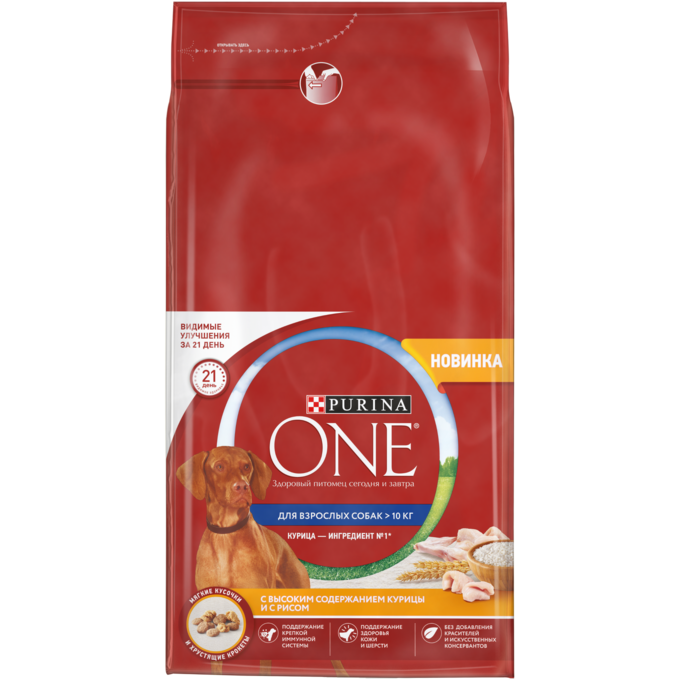 ОТКРЫВАТЬ ЗДЕСЬ
ВИДИМЫЕ
УЛУЧШЕНИЯ
ЗА 21 ДЕНЬ
21
ДЕНЬ
НОВИНКА
PURINA
ONE®
Здоровый питомец сегодня и завтра
ДЛЯ ВЗРОСЛЫХ СОБАК > 10 КГ
КУРИЦА — ИНГРЕДИЕНТ №1*
С ВЫСОКИМ СОДЕРЖАНИЕМ КУРИЦЫ
И С РИСОМ
МЯГКИЕ КУСОЧКИ
И ХРУСТЯЩИЕ КРОКЕТЫ
ПОДДЕРЖАНИЕ
КРЕПКОЙ
ИММУННОЙ
СИСТЕМЫ
ПОДДЕРЖАНИЕ
ЗДОРОВЬЯ
КОЖИ
И ШЕРСТИ
БЕЗ ДОБАВЛЕНИЯ
КРАСИТЕЛЕЙ
И ИСКУССТВЕННЫХ
КОНСЕРВАНТОВ